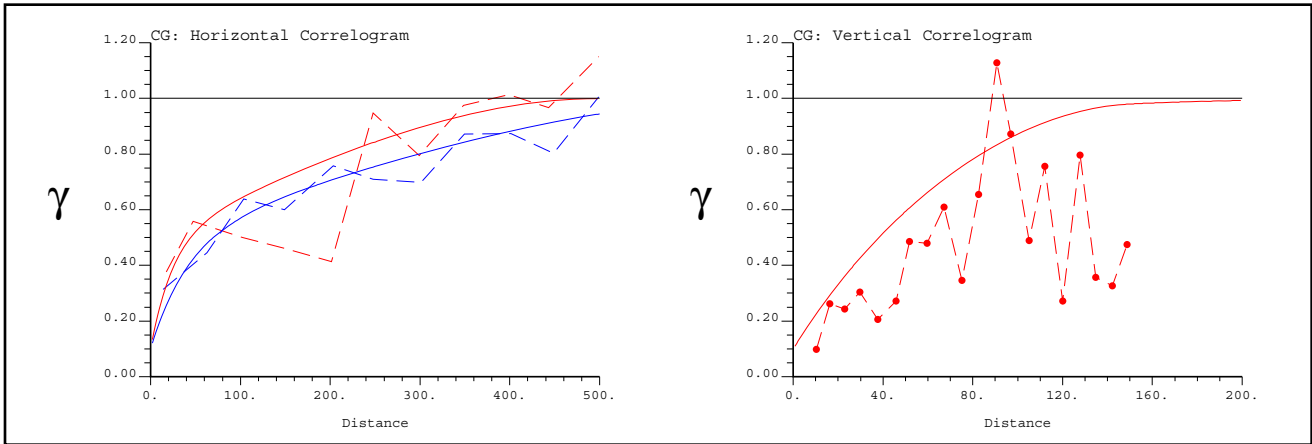 CG: Horizontal Correlogram
1.20
1.00
0.80
γ
0.60
0.40
0.20
0.00
0. 100. 200. 300. 400. 500.
Distance
CG: Vertical Correlogram
1.20
1.00
0.80
γ
0.60
0.40
0.20
0.00
0. 40. 80. 120. 160. 200.
Distance